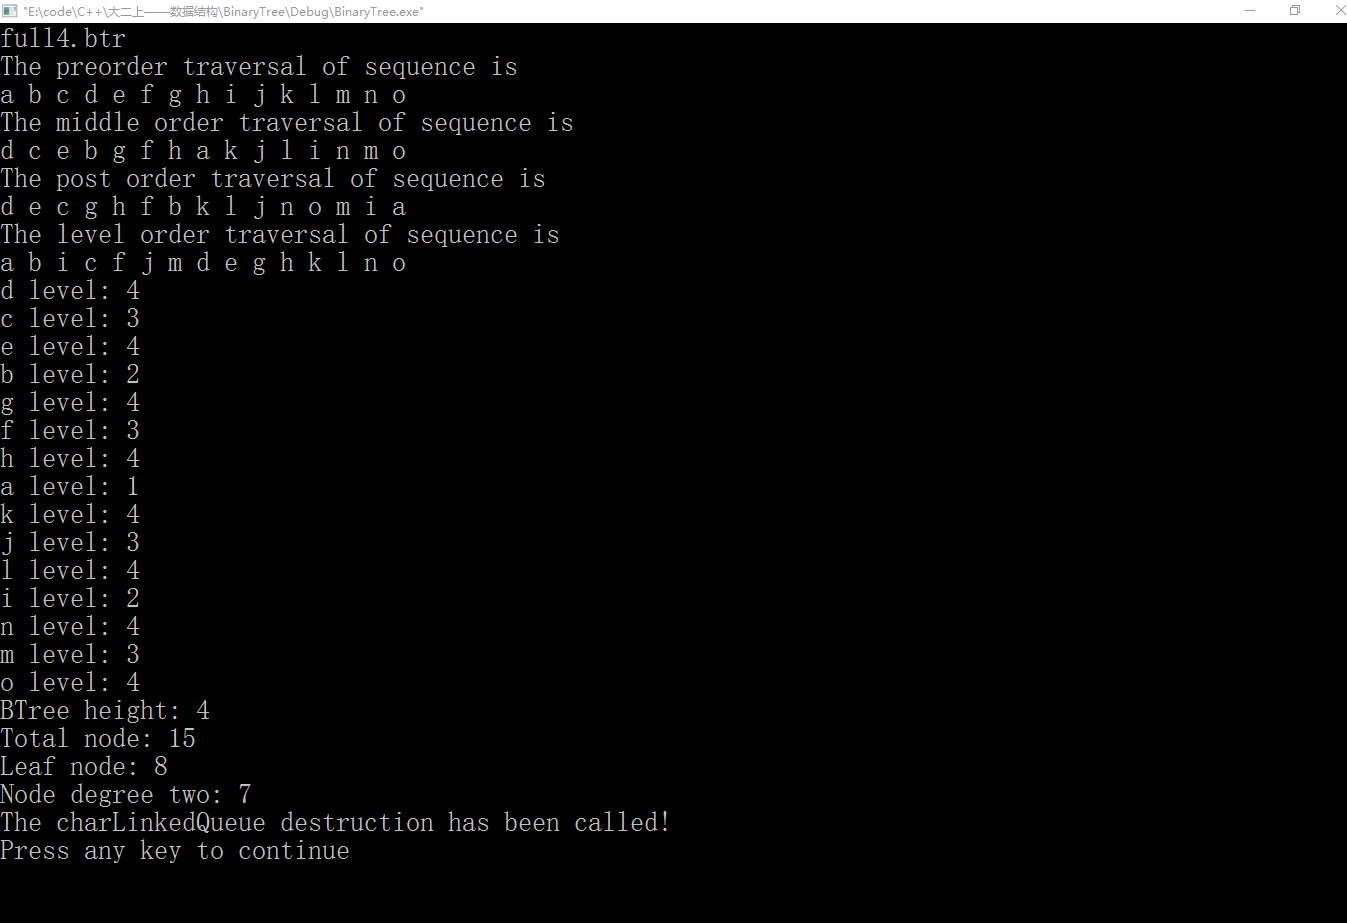 "E:\code\C++\大二上——数据结构\BinaryTree\Debug\BinaryTree.exe"
full4.btr
The preorder traversal of sequence is
a b c d e f g h i j k l m n o
The middle order traversal of sequence is
d c e b g f h a k j l i n m o
The post order traversal of sequence is
d e c g h f b k l j n o m i a
The level order traversal of sequence is
a b i c f j m d e g h k l n o
d level: 4
c level: 3
e level: 4
b level: 2
g level: 4
f level: 3
h level: 4
a level: 1
k level: 4
j level: 3
l level: 4
i level: 2
n level: 4
m level: 3
o level: 4
BTree height: 4
Total node: 15
Leaf node: 8
Node degree two: 7
The charLinkedQueue destruction has been called!
Press any key to continue